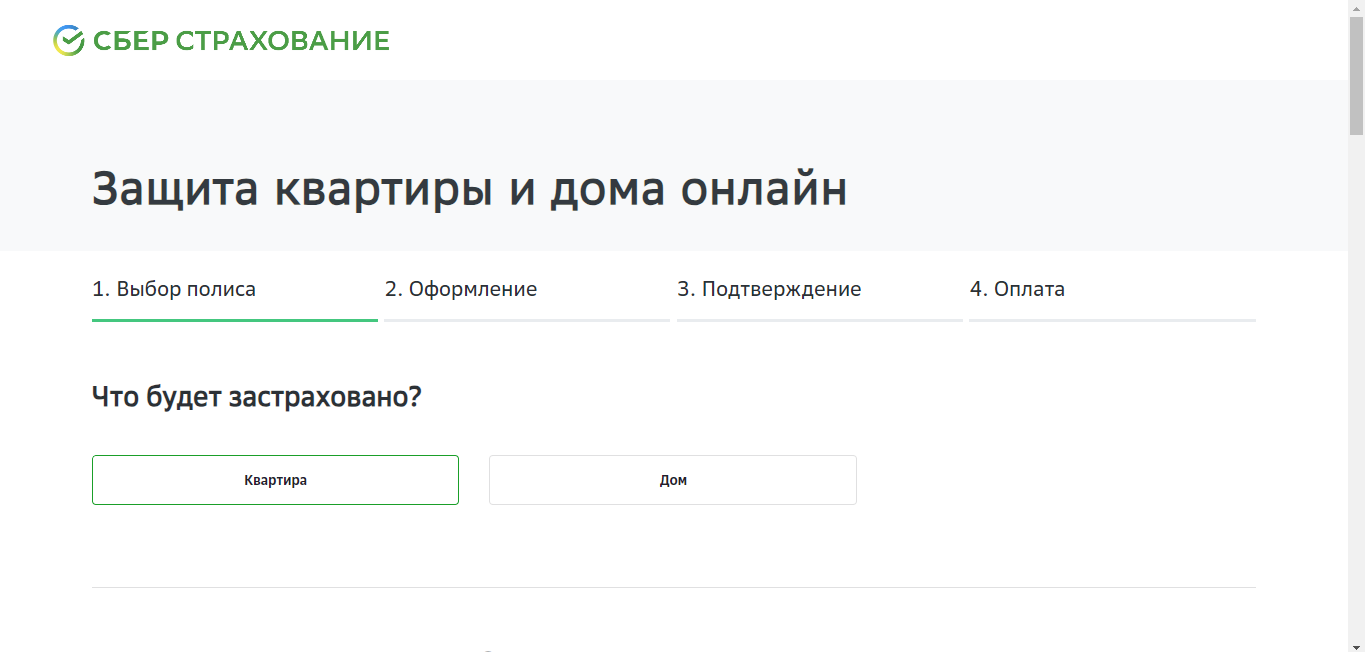 СБЕР СТРАХОВАНИЕ
Защита квартиры и дома онлайн
1. Выбор полиса
2. Оформление
3. Подтверждение
4. Оплата
Что будет застраховано?
Квартира
Дом